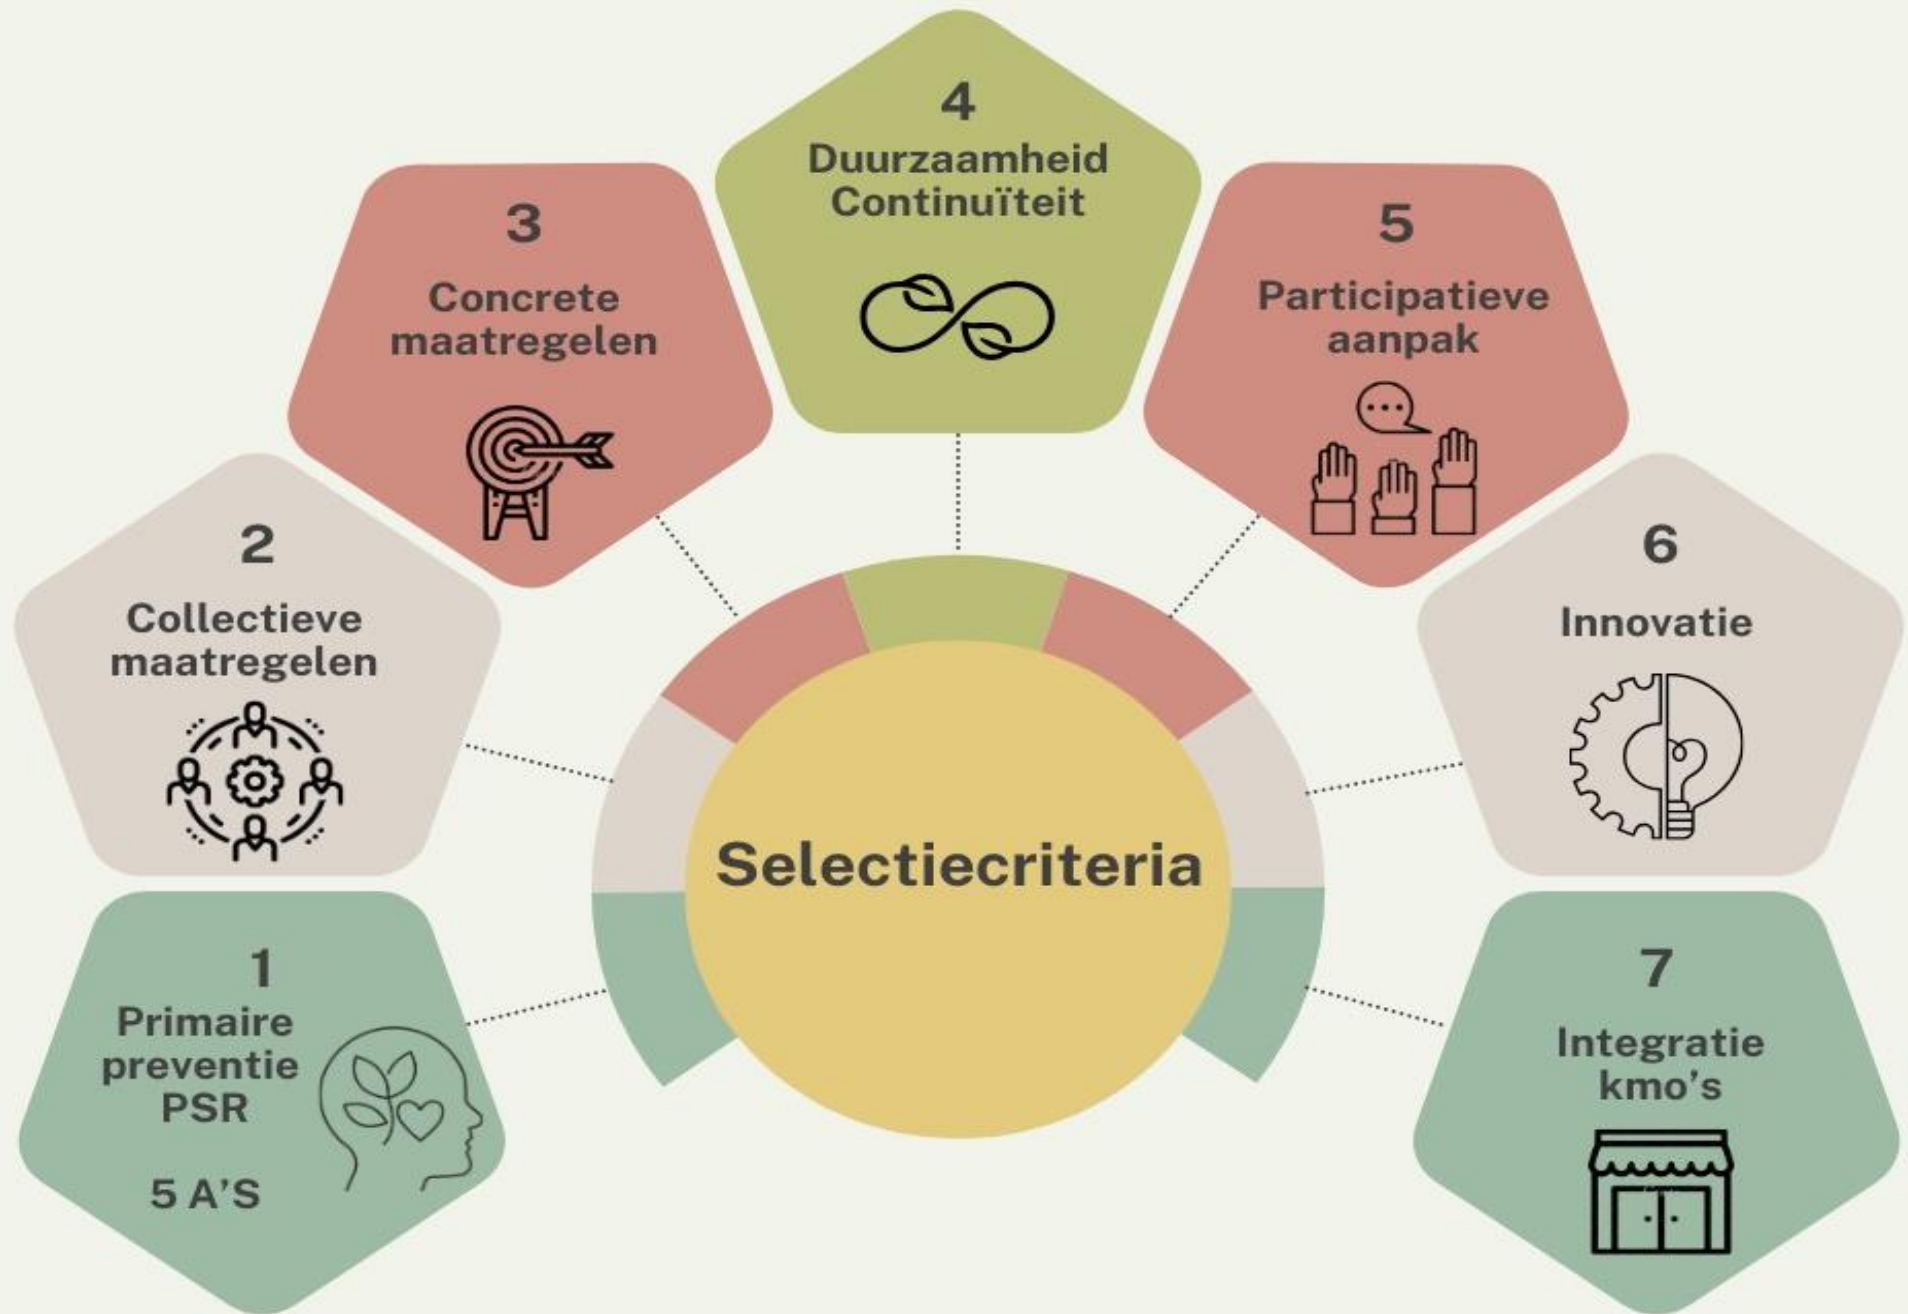 1
Primaire
preventie
PSR
5 A'S
2
Collectieve
maatregelen
3
Concrete
maatregelen
4
Duurzaamheid
Continuïteit
5
Participatieve
aanpak
6
Innovatie
7
Integratie
kmo's
Selectiecriteria